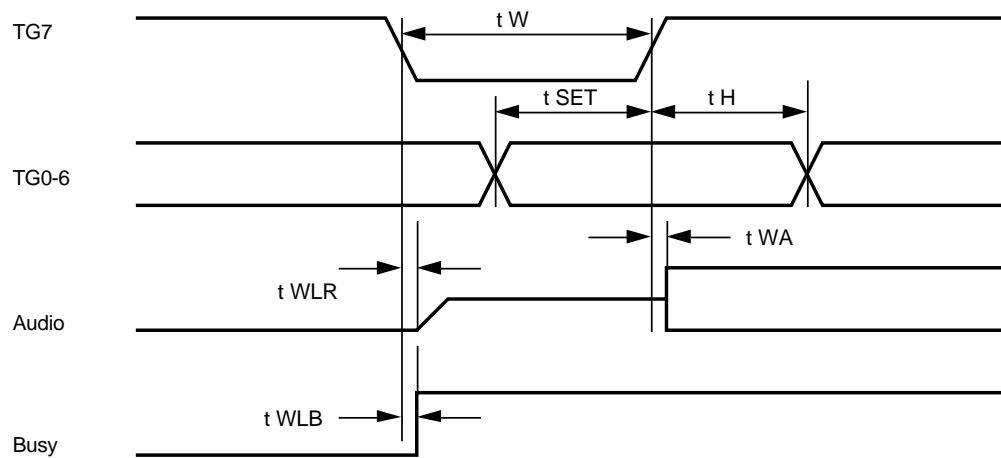 TG7
t W
t SET
t H
TG0-6
t WA
t WLR
Audio
t WLB
Busy